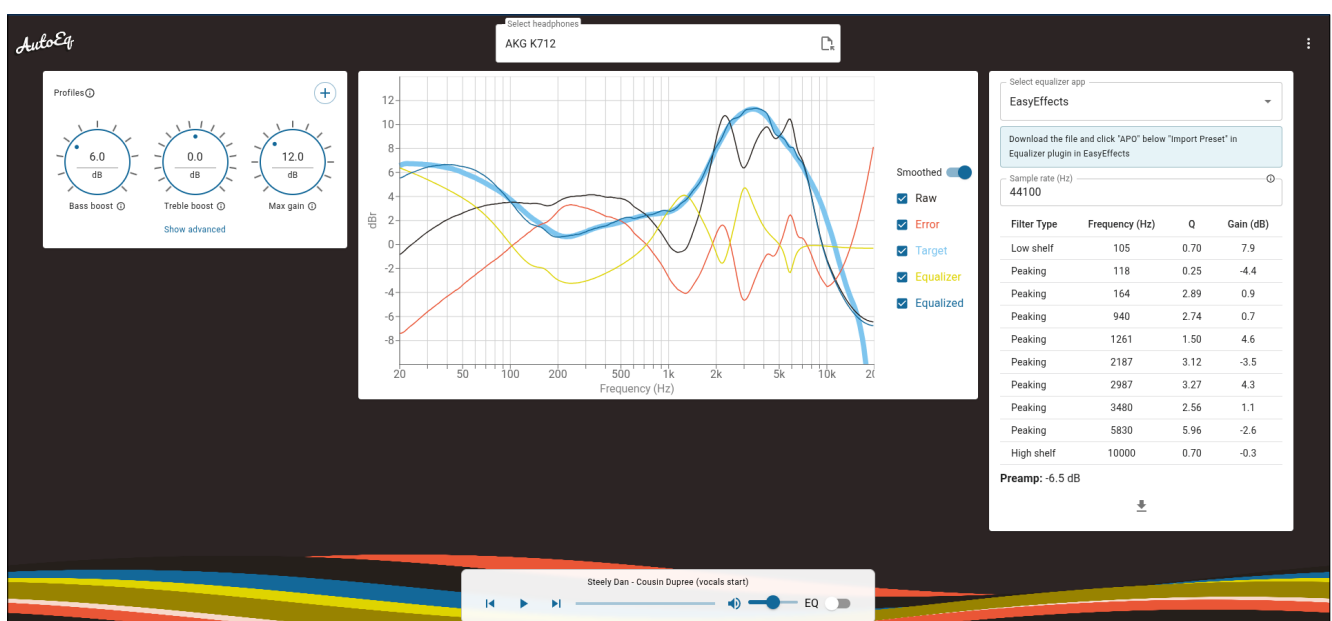 AutoEq
Select headphones
AKG K712
Profiles
6.0
dB
Bass boost
0.0
dB
Treble boost
12.0
dB
Max gain
Show advanced
12
10
8
6
4
2
0
-2
-4
-6
-8
dBr
20 50 100 200 500 1k 2k 5k 10k 20
Frequency (Hz)
Smoothed
Raw
Error
Target
Equalizer
Equalized
Select equalizer app
EasyEffects
Download the file and click "APO" below "Import Preset" in
Equalizer plugin in EasyEffects
Sample rate (Hz)
44100
Filter Type Frequency (Hz) Q Gain (dB)
Low shelf 105 0.70 7.9
Peaking 118 0.25 -4.4
Peaking 164 2.89 0.9
Peaking 940 2.74 0.7
Peaking 1261 1.50 4.6
Peaking 2187 3.12 -3.5
Peaking 2987 3.27 4.3
Peaking 3480 2.56 1.1
Peaking 5830 5.96 -2.6
High shelf 10000 0.70 -0.3
Preamp: -6.5 dB
Steely Dan - Cousin Dupree (vocals start)
EQ